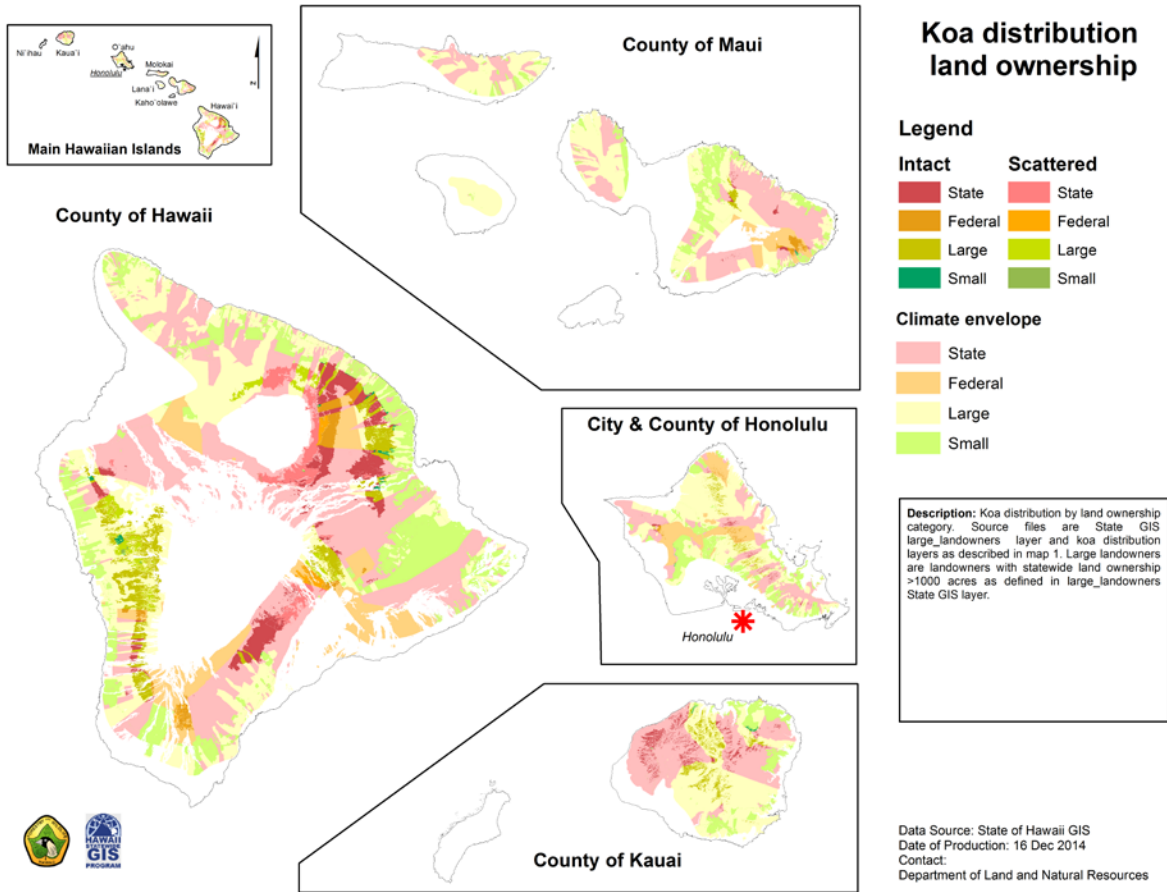 Koa distribution
land ownership
Ni`ihau
Kaua`i
O`ahu
Honolulu
Molokai
Lana`i
Kaho`olawe
Hawai`i
N
Main Hawaiian Islands
County of Maui
County of Hawaii
City & County of Honolulu
Honolulu
County of Kauai
Legend
Intact Scattered
State State
Federal Federal
Large Large
Small Small
Climate envelope
State
Federal
Large
Small
Description: Koa distribution by land ownership
category. Source files are State GIS
large_landowners layer and koa distribution
layers as described in map 1. Large landowners
are landowners with statewide land ownership
>1000 acres as defined in large_landowners
State GIS layer.
HAWAII
STATEWIDE
GIS
PROGRAM
Data Source: State of Hawaii GIS
Date of Production: 16 Dec 2014
Contact:
Department of Land and Natural Resources